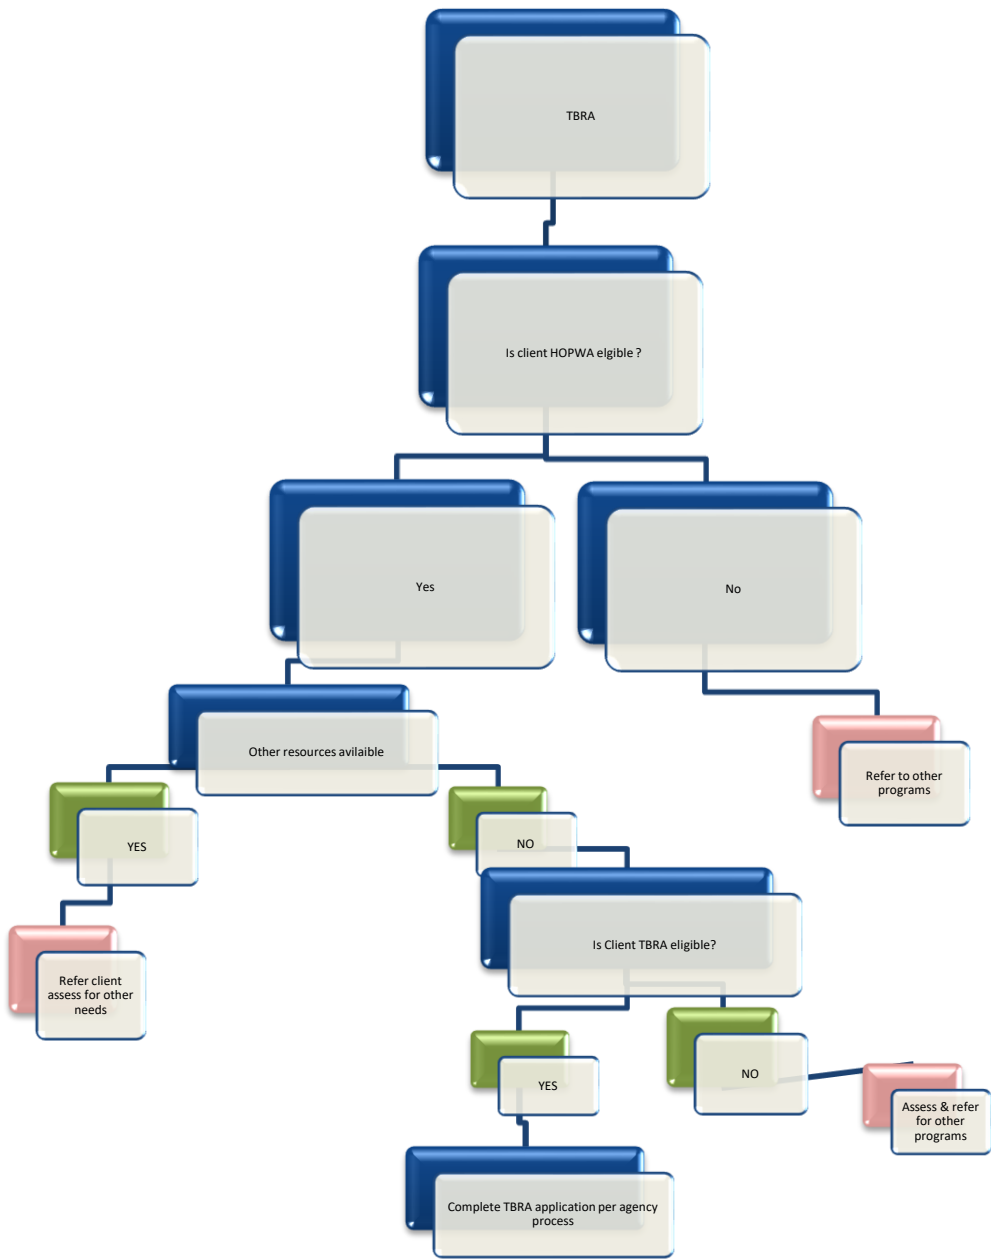 TBRA
Is client HOPWA elgible ?
Yes
No
Other resources avilaible
Refer to other
programs
YES
NO
Is Client TBRA eligible?
Refer client
assess for other
needs
YES
NO
Assess & refer
for other
programs
Complete TBRA application per agency
process